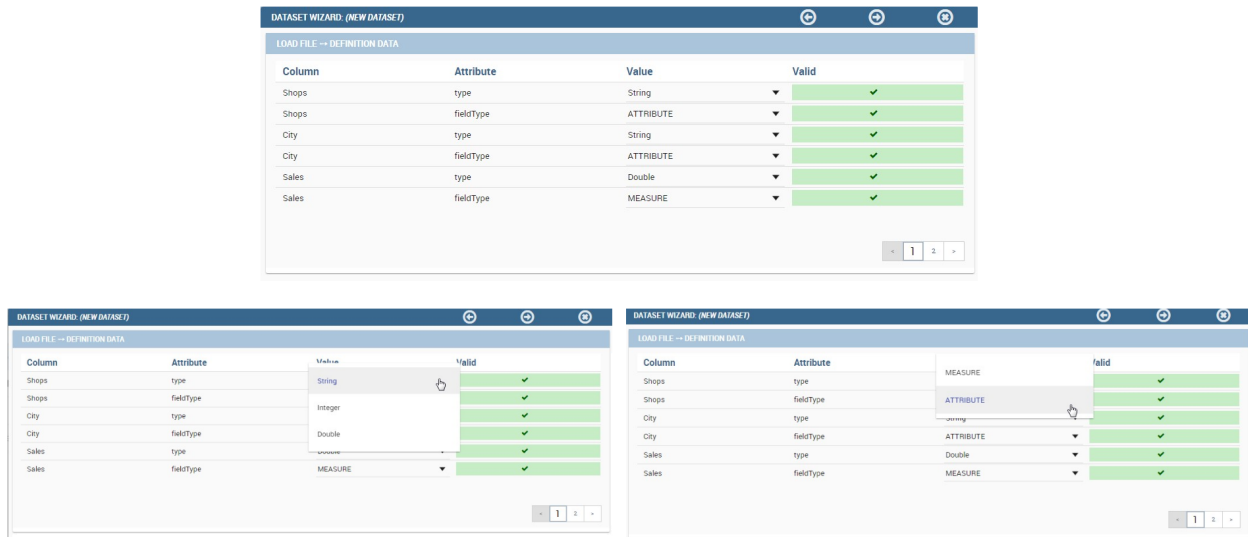 DATASET WIZARD: (NEW DATASET)
LOAD FILE → DEFINITION DATA
Column Attribute Value Valid
Shops type String
Shops fieldType ATTRIBUTE
City type String
City fieldType ATTRIBUTE
Sales type Double
Sales fieldType MEASURE
< 1 2 >
DATASET WIZARD: (NEW DATASET)
LOAD FILE → DEFINITION DATA
Column Attribute Value Valid
Shops type String
Shops fieldType
Integer
City type
City fieldType Double
Sales type Double
Sales fieldType MEASURE
< 1 2 >
DATASET WIZARD: (NEW DATASET)
LOAD FILE → DEFINITION DATA
Column Attribute Valid
MEASURE
Shops type
Shops fieldType ATTRIBUTE
City type String
City fieldType ATTRIBUTE
Sales type Double
Sales fieldType MEASURE
< 1 2 >